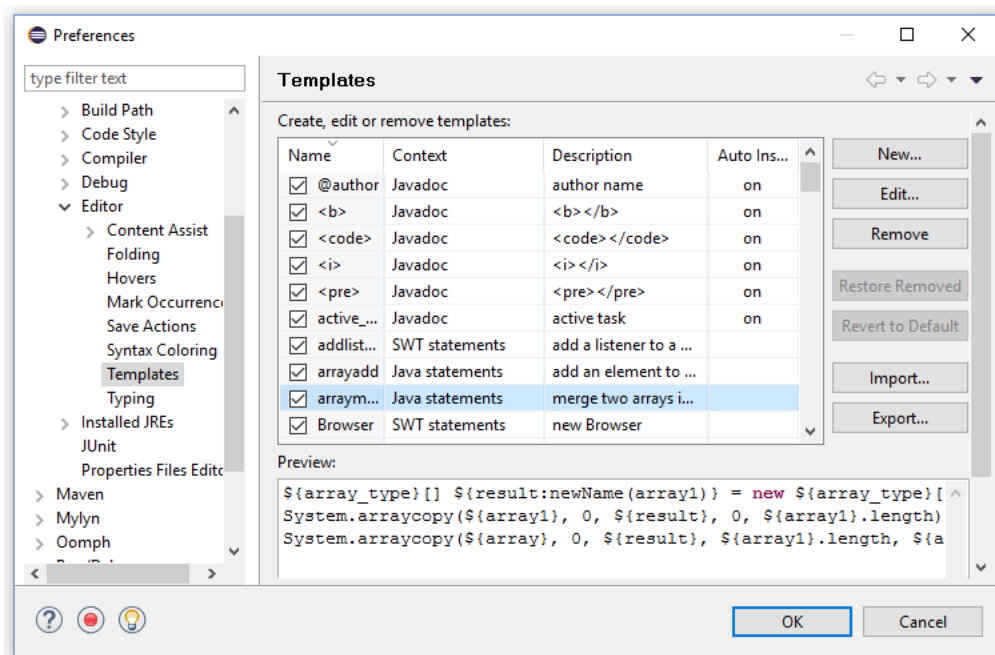 Preferences
type filter text
Build Path
Code Style
Compiler
Debug
Editor
Content Assist
Folding
Hovers
Mark Occurrenc
Save Actions
Syntax Coloring
Templates
Typing
Installed JREs
JUnit
Properties Files Edito
Maven
Mylyn
Oomph
Templates
Create, edit or remove templates:
Name Context Description Auto Ins...
@author Javadoc author name on
<b> Javadoc <b></b> on
<code> Javadoc <code></code> on
<i> Javadoc <i></i> on
<pre> Javadoc <pre></pre> on
active_... Javadoc active task on
addlist... SWT statements add a listener to a ...
arrayadd Java statements add an element to ...
arraym... Java statements merge two arrays i...
Browser SWT statements new Browser
New...
Edit...
Remove
Restore Removed
Revert to Default
Import...
Export...
Preview:
${array_type}[] ${result:newName(array1)} = new ${array_type}[
System.arraycopy(${array1}, 0, ${result}, 0, ${array1}.length)
System.arraycopy(${array}, 0, ${result}, ${array1}.length, ${a
OK
Cancel